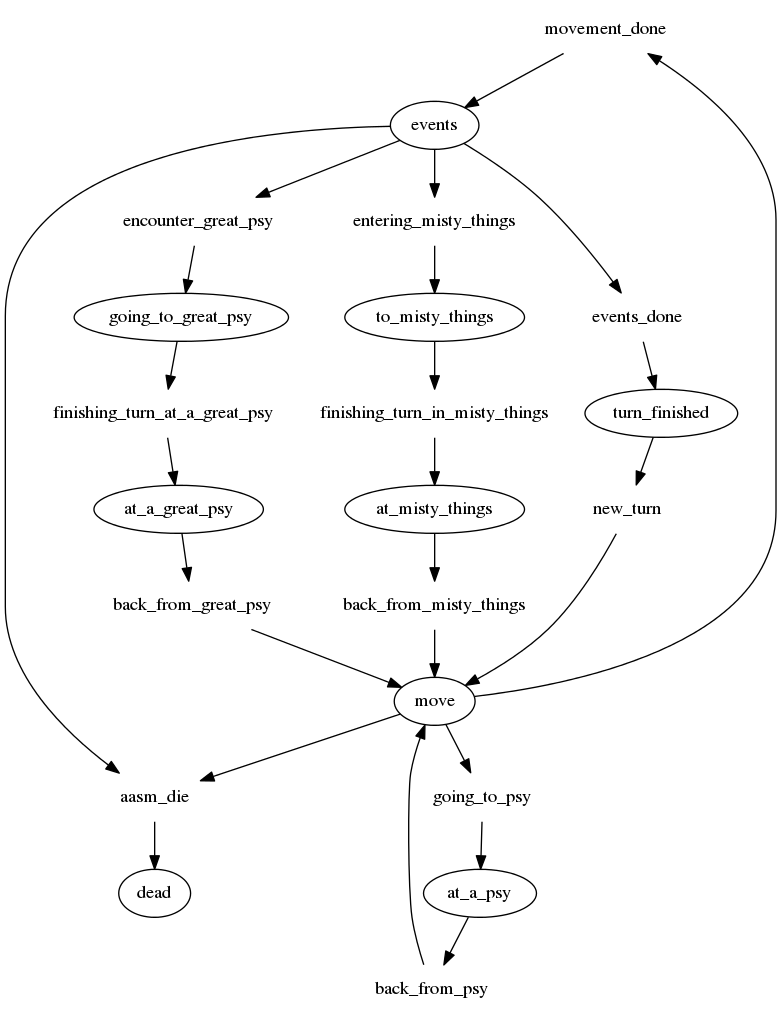 movement_done
events
encounter_great_psy
entering_misty_things
going_to_great_psy
to_misty_things
events_done
finishing_turn_at_a_great_psy
finishing_turn_in_misty_things
turn_finished
at_a_great_psy
at_misty_things
new_turn
back_from_great_psy
back_from_misty_things
move
aasm_die
going_to_psy
dead
at_a_psy
back_from_psy